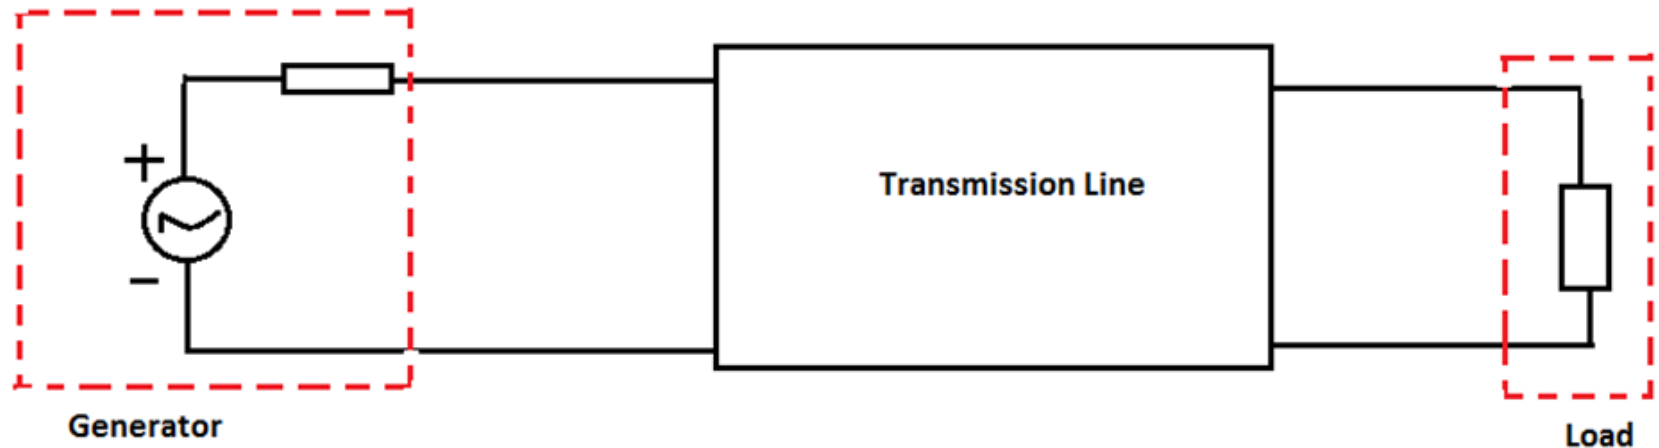 +
Transmission Line
−
Generator
Load